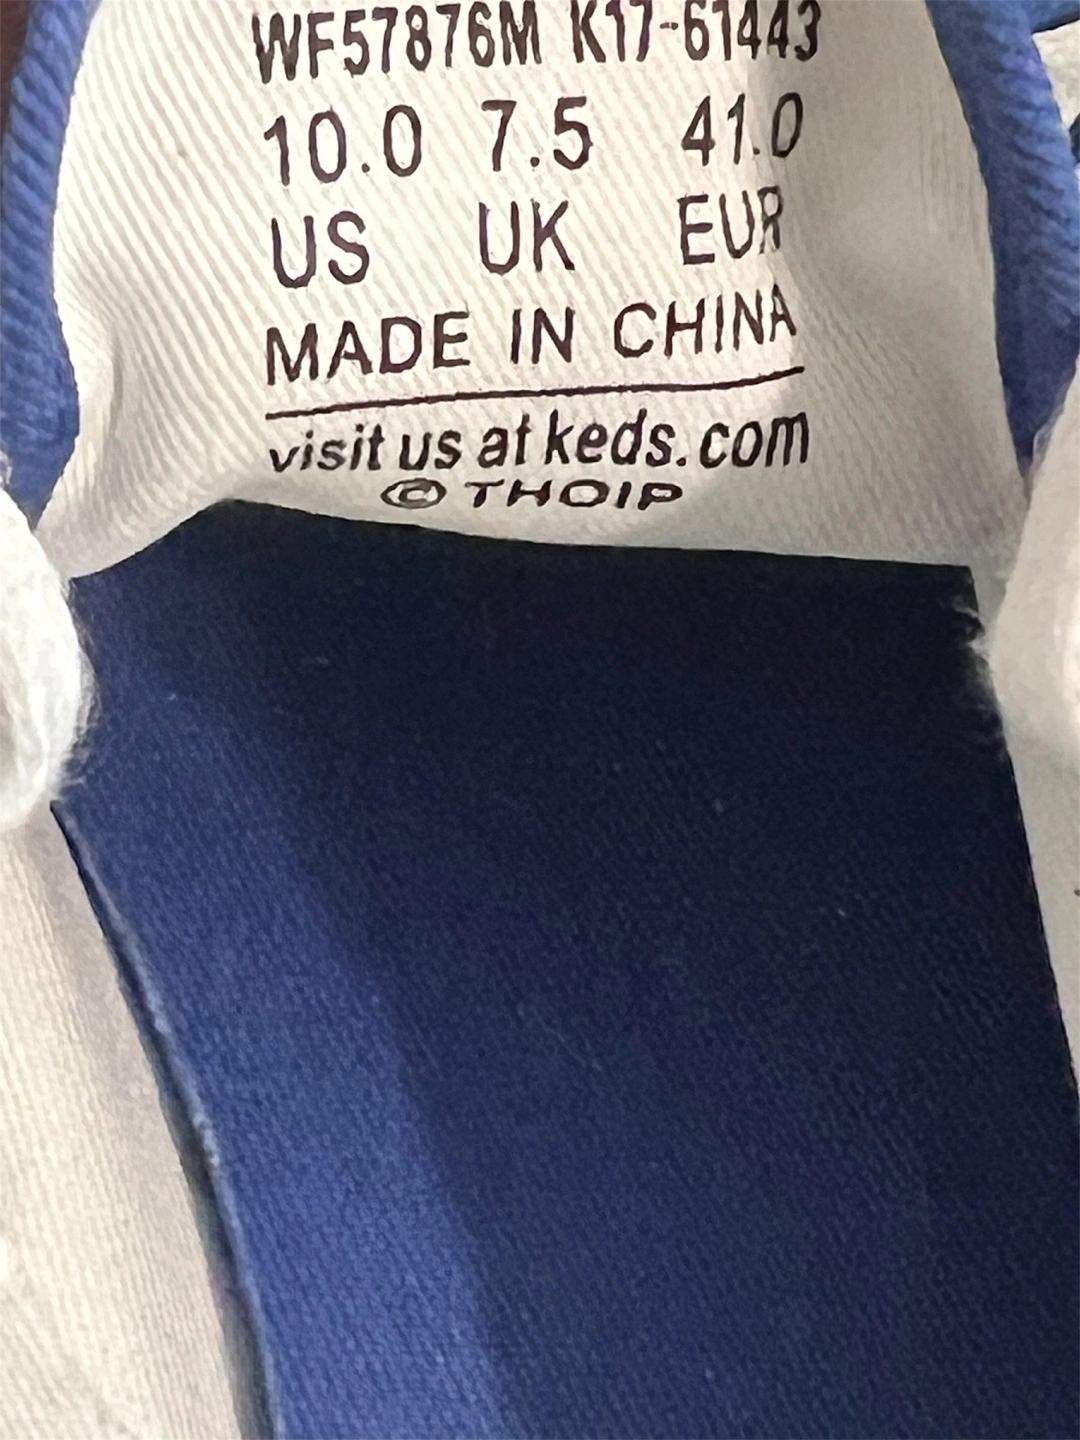 WF57876M K17-61443
10.0 7.5 41.0
US UK EUR
MADE IN CHINA
visit us at keds.com
© THOIP